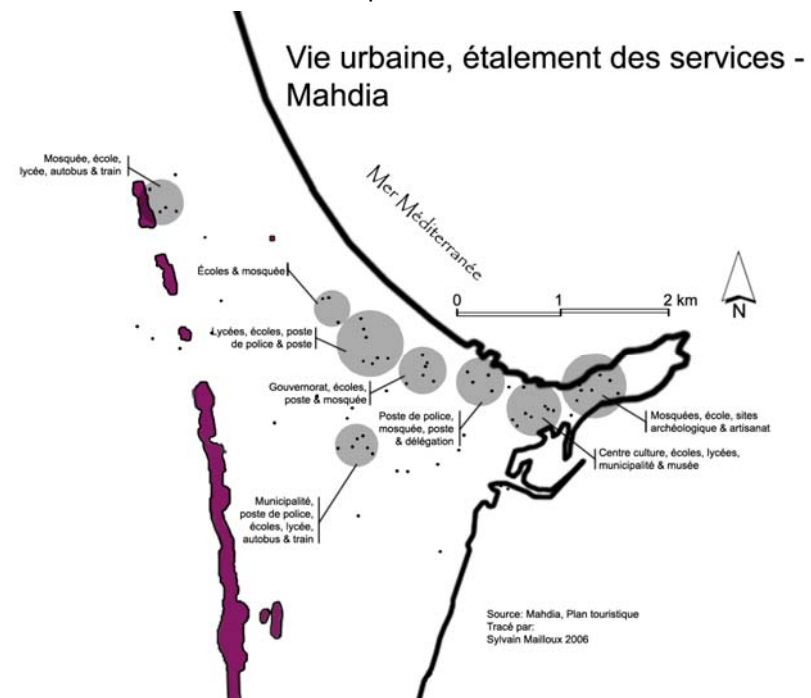 Vie urbaine, étalement des services -
Mahdia
Mosquée, école,
lycée, autobus & train
Mer Méditerranée
Écoles & mosquée
0 1 2 km
N
Lycées, écoles, poste
de police & poste
Gouvernorat, écoles,
poste & mosquée
Poste de police,
mosquée, poste
& délégation
Mosquées, école, sites
archéologique & artisanat
Centre culture, écoles, lycées,
municipalité & musée
Municipalité,
poste de police,
écoles, lycée,
autobus & train
Source: Mahdia, Plan touristique
Tracé par:
Sylvain Mailloux 2006